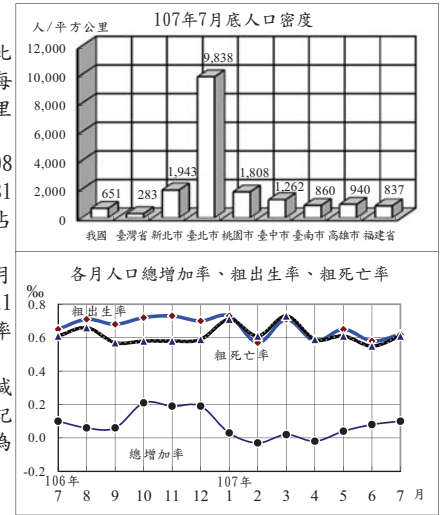 比
每
里
08
31
占
月
21
率
減
記
為
107年7月底人口密度
人/平方公里
12,000
10,000
8,000
6,000
4,000
2,000
0
651 283 1,943 9,838 1,808 1,262 860 940 837
我國 臺灣省 新北市 臺北市 桃園市 臺中市 臺南市 高雄市 福建省
各月人口總增加率、粗出生率、粗死亡率
‰
0.8
0.6
0.4
0.2
0.0
-0.2
粗出生率
粗死亡率
總增加率
106年 107年
7 8 9 10 11 12 1 2 3 4 5 6 7 月